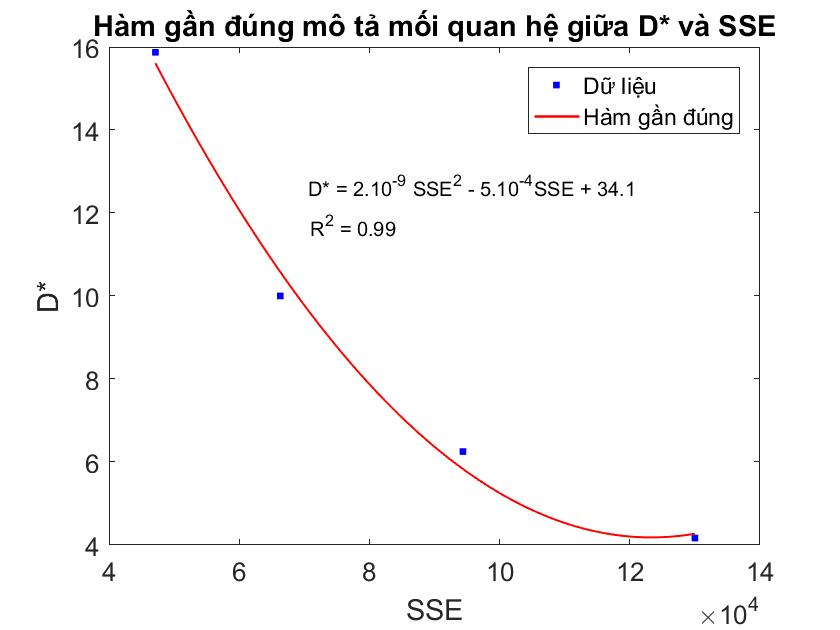 Hàm gần đúng mô tả mối quan hệ giữa D* và SSE
16
14
12
10
8
6
4
D*
Dữ liệu
Hàm gần đúng
D* = 2.10⁻⁹ SSE² - 5.10⁻⁴SSE + 34.1
R² = 0.99
4 6 8 10 12 14
SSE
×10⁴